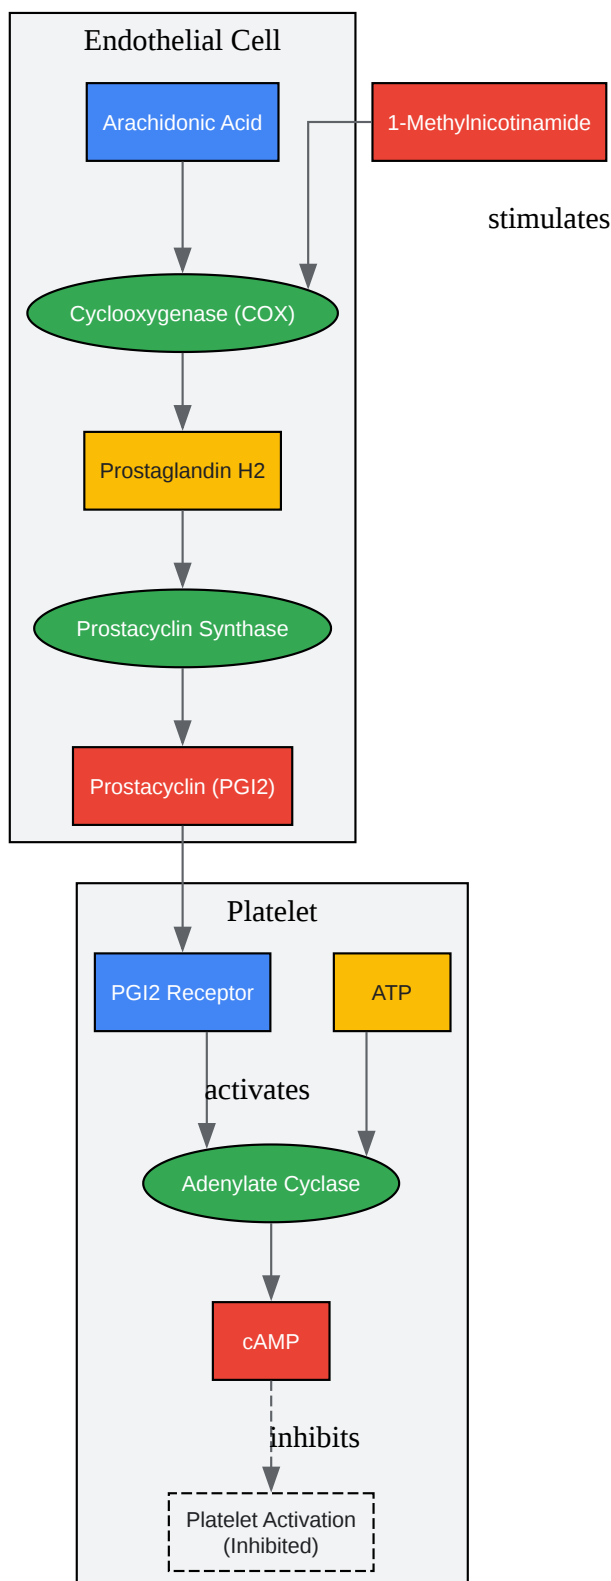 Endothelial Cell
Arachidonic Acid
1-Methylnicotinamide
stimulates
Cyclooxygenase (COX)
Prostaglandin H2
Prostacyclin Synthase
Prostacyclin (PGI2)
Platelet
PGI2 Receptor
ATP
activates
Adenylate Cyclase
cAMP
inhibits
Platelet Activation
(Inhibited)